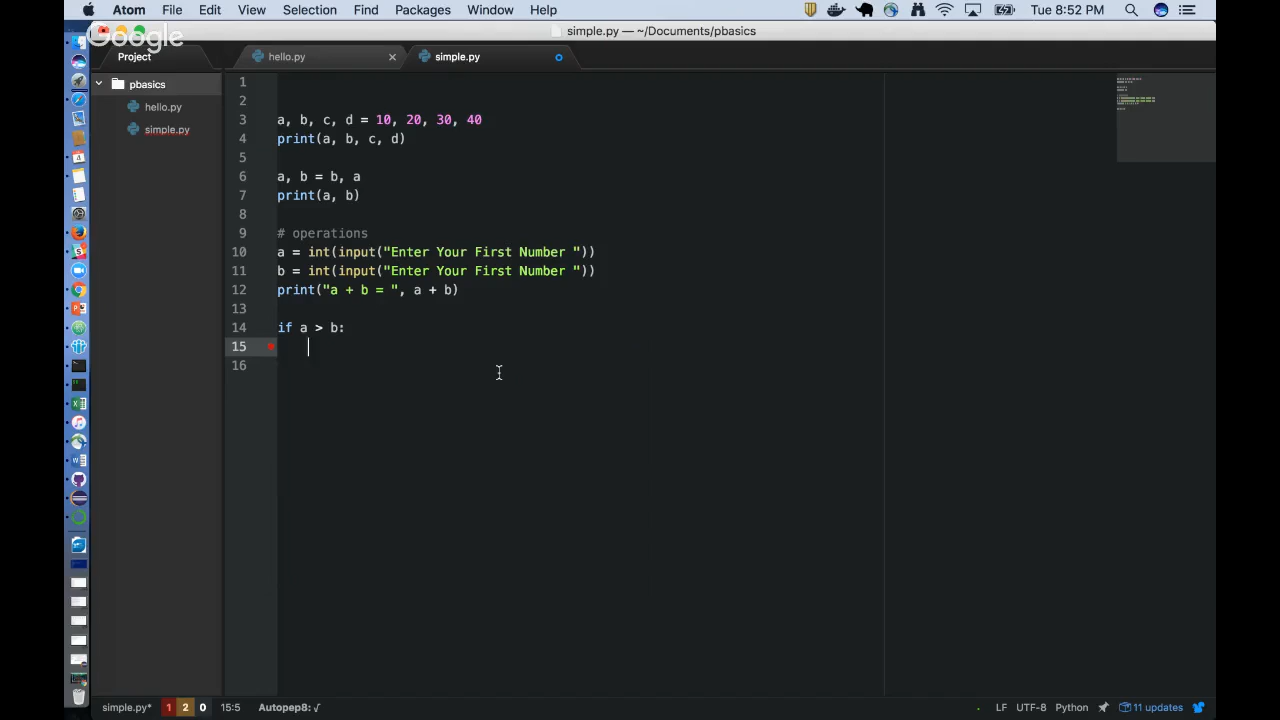 Atom File Edit View Selection Find Packages Window Help Tue 8:52 PM
Google
simple.py — ~/Documents/pbasics
Project hello.py simple.py
pbasics
hello.py
simple.py
1
2
3 a, b, c, d = 10, 20, 30, 40
4 print(a, b, c, d)
5
6 a, b = b, a
7 print(a, b)
8
9 # operations
10 a = int(input("Enter Your First Number "))
11 b = int(input("Enter Your First Number "))
12 print("a + b = ", a + b)
13
14 if a > b:
15
16
simple.py* 1 2 0 15:5 Autopep8: √ LF UTF-8 Python 11 updates